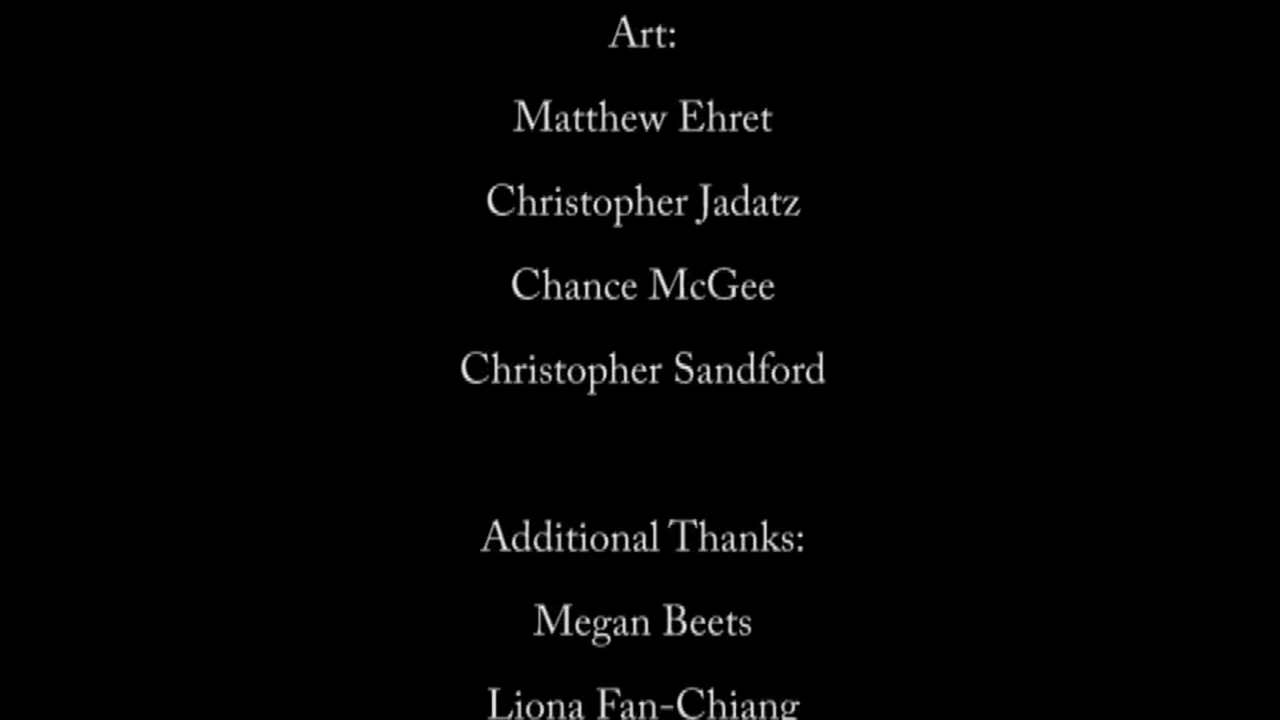 Art:
Matthew Ehret
Christopher Jadatz
Chance McGee
Christopher Sandford
Additional Thanks:
Megan Beets
Liona Fan-Chiang